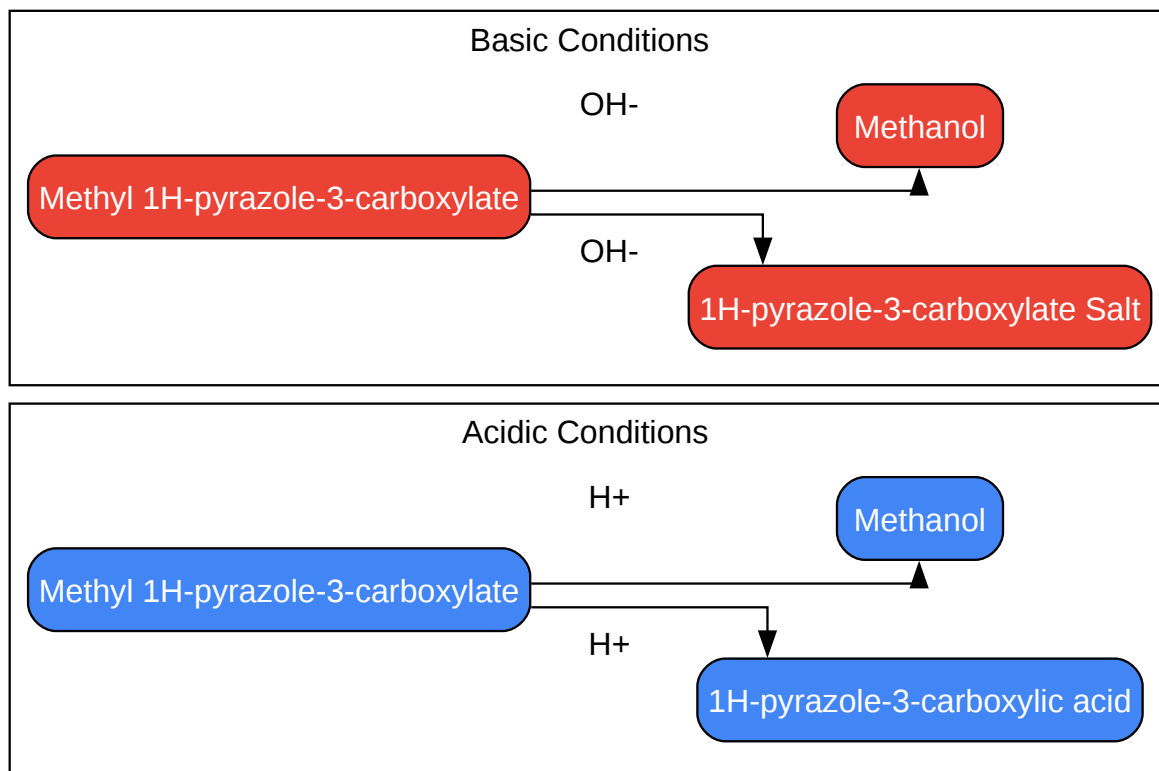 Basic Conditions
OH-
Methanol
Methyl 1H-pyrazole-3-carboxylate
OH-
1H-pyrazole-3-carboxylate Salt
Acidic Conditions
H+
Methanol
Methyl 1H-pyrazole-3-carboxylate
H+
1H-pyrazole-3-carboxylic acid